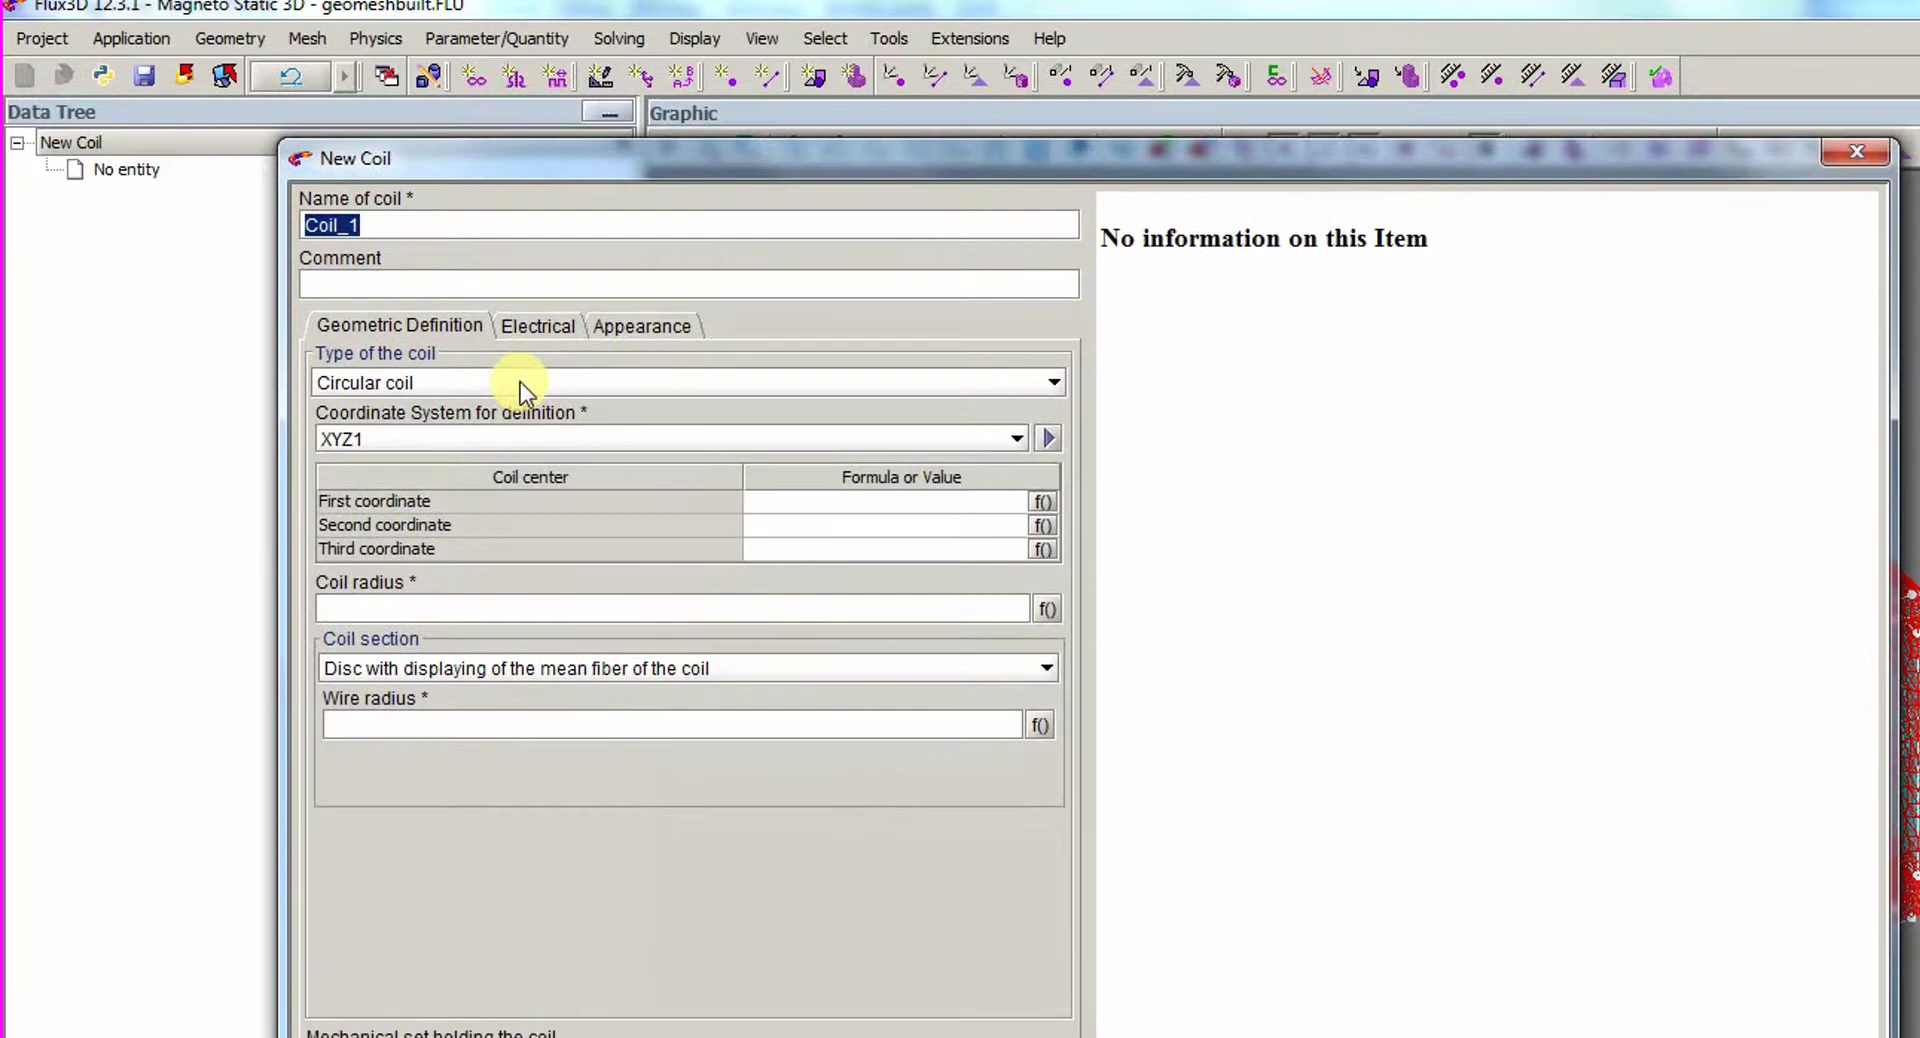 Flux3D 12.3.1 - Magneto Static 3D - geomeshbuilt.FLU
Project Application Geometry Mesh Physics Parameter/Quantity Solving Display View Select Tools Extensions Help
Data Tree
Graphic
New Coil
No entity
New Coil
Name of coil *
Coil_1
Comment
Geometric Definition Electrical Appearance
Type of the coil
Circular coil
Coordinate System for definition *
XYZ1
Coil center Formula or Value
First coordinate f()
Second coordinate f()
Third coordinate f()
Coil radius *
f()
Coil section
Disc with displaying of the mean fiber of the coil
Wire radius *
f()
Mechanical set holding the coil
No information on this Item